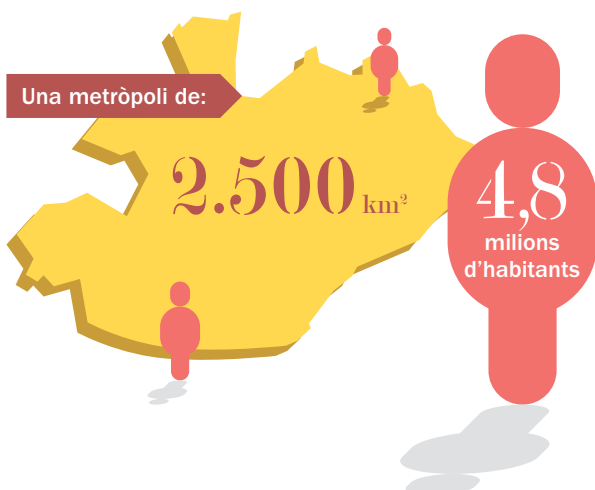 Una metròpoli de:
2.500 km²
4,8
milions
d'habitants